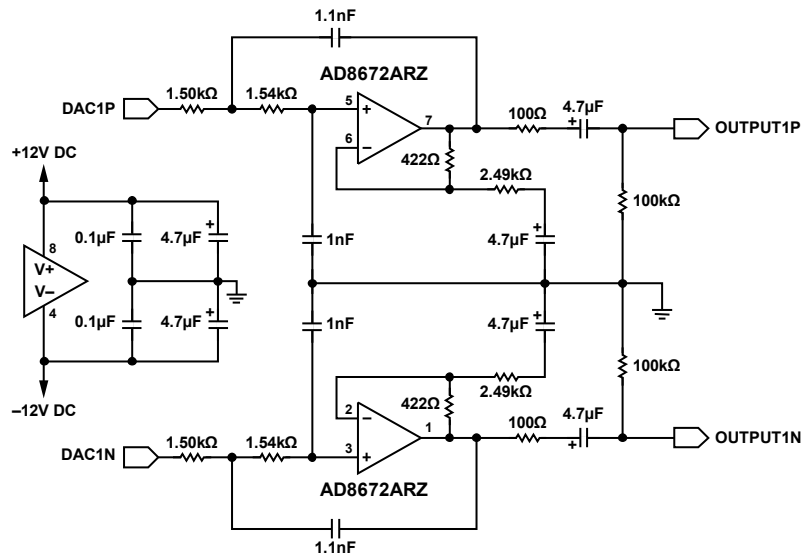 1.1nF
AD8672ARZ
1.50kΩ
1.54kΩ
DAC1P
5
+
7
6
–
100Ω
4.7µF
+
OUTPUT1P
422Ω
2.49kΩ
+12V DC
100kΩ
0.1µF
4.7µF
+
1nF
4.7µF
+
8
V+
V–
4
0.1µF
4.7µF
+
1nF
4.7µF
+
–12V DC
422Ω
2.49kΩ
100kΩ
2
–
3
+
1
1.50kΩ
1.54kΩ
DAC1N
100Ω
4.7µF
+
OUTPUT1N
AD8672ARZ
1.1nF